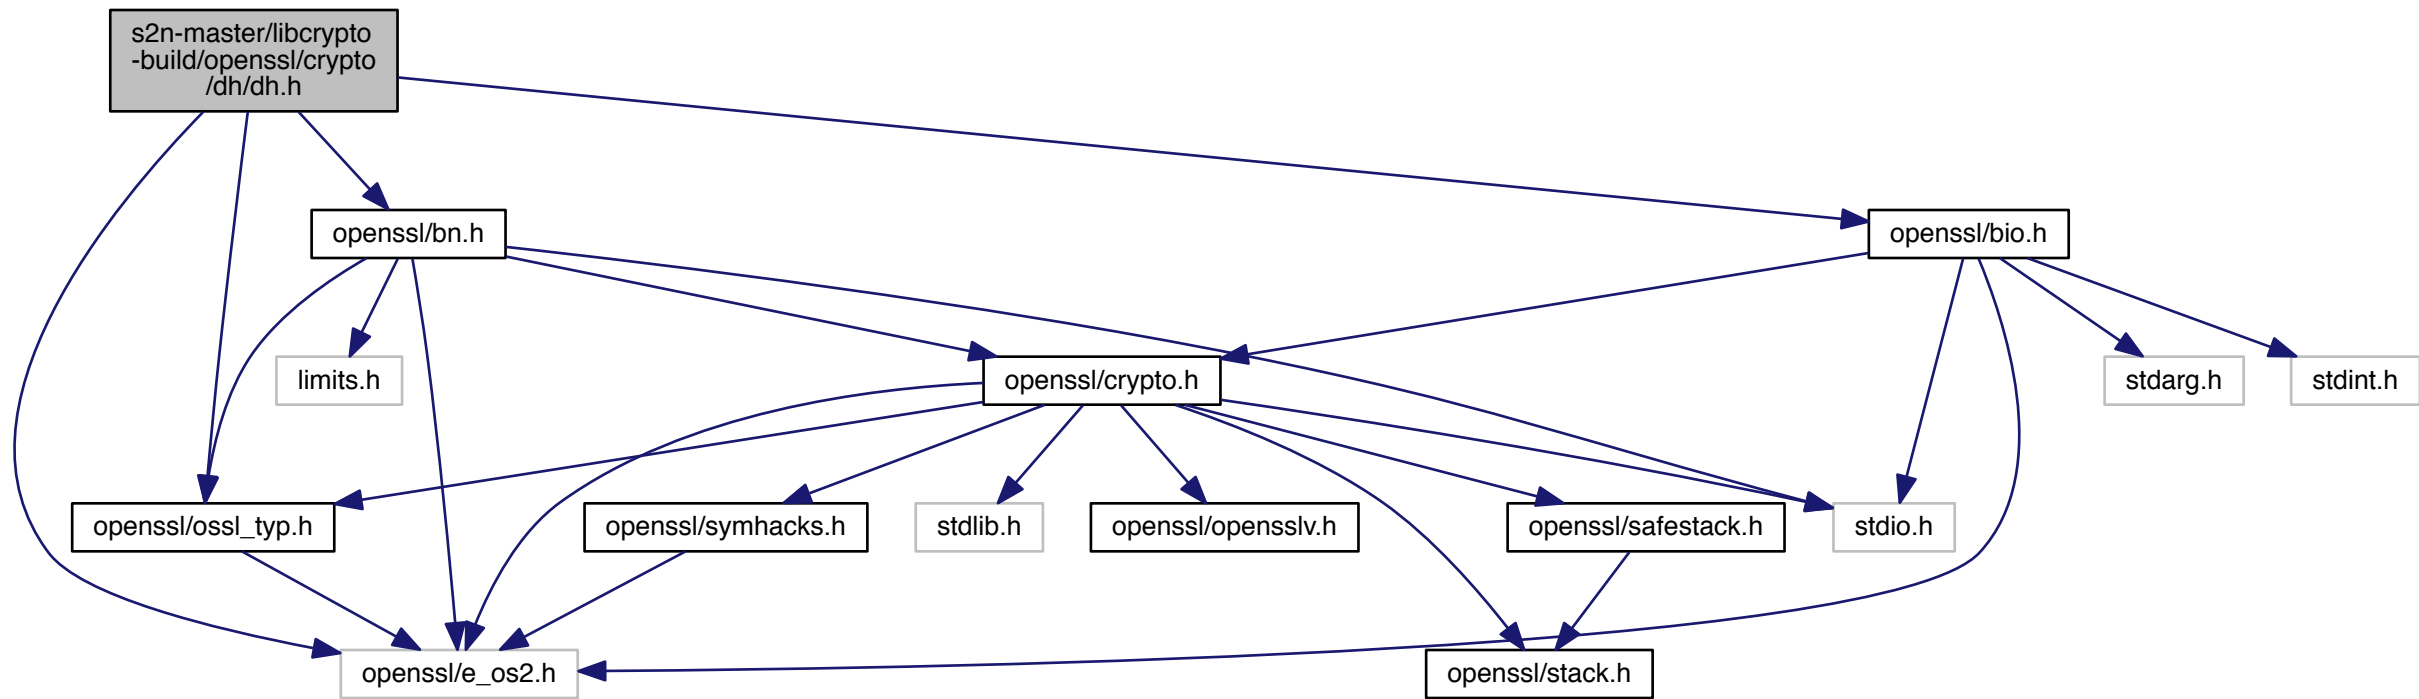 s2n-master/libcrypto
-build/openssl/crypto
/dh/dh.h
openssl/bn.h
openssl/bio.h
limits.h
openssl/crypto.h
stdarg.h
stdint.h
openssl/ossl_typ.h
openssl/symhacks.h
stdlib.h
openssl/opensslv.h
openssl/safestack.h
stdio.h
openssl/e_os2.h
openssl/stack.h